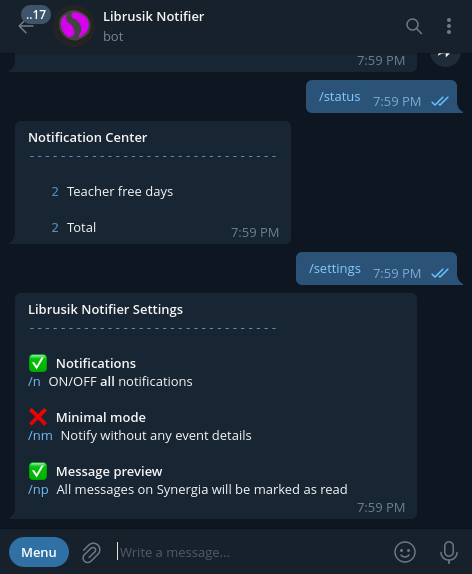 ..17
Librusik Notifier
bot
7:59 PM
/status 7:59 PM
Notification Center
- - - - - - - - - - - - - - - - - - - - - - - - - - - - - - -
2 Teacher free days
2 Total
7:59 PM
/settings 7:59 PM
Librusik Notifier Settings
- - - - - - - - - - - - - - - - - - - - - - - - - - - - - - -
✅ Notifications
/n ON/OFF all notifications
❌ Minimal mode
/nm Notify without any event details
✅ Message preview
/np All messages on Synergia will be marked as read
7:59 PM
Menu
Write a message...